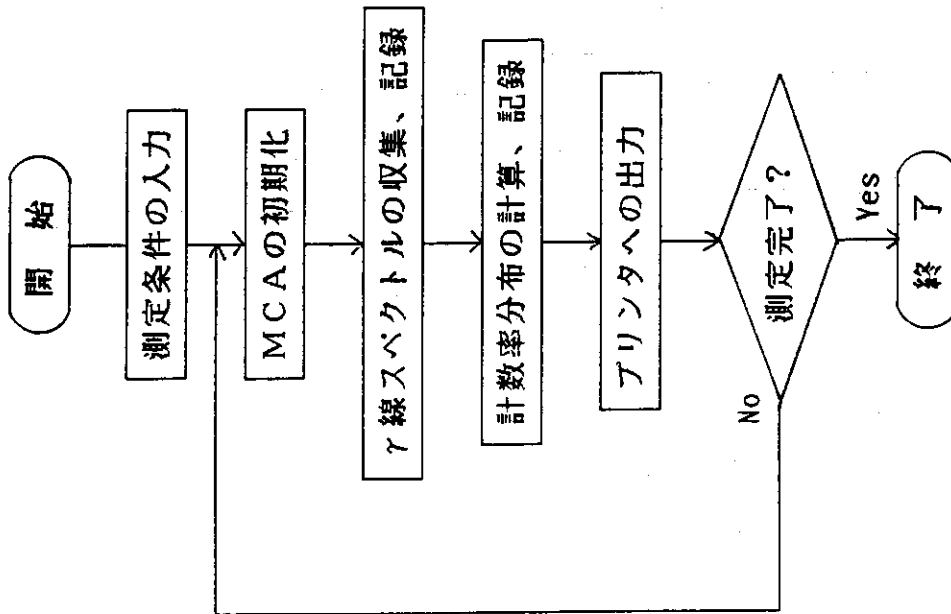 開始
測定条件の入力
MCAの初期化
γ線スペクトルの収集、記録
計数率分布の計算、記録
プリンタへの出力
測定完了?
No
Yes
終了